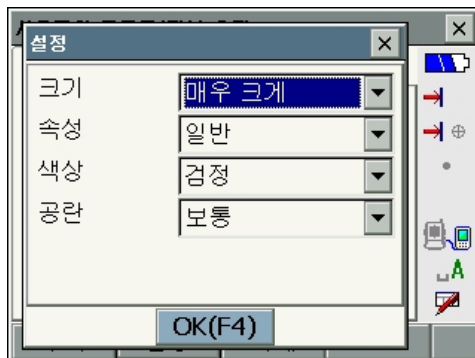 설정
크기 매우 크게
속성 일반
색상 검정
공란 보통
OK(F4)
A